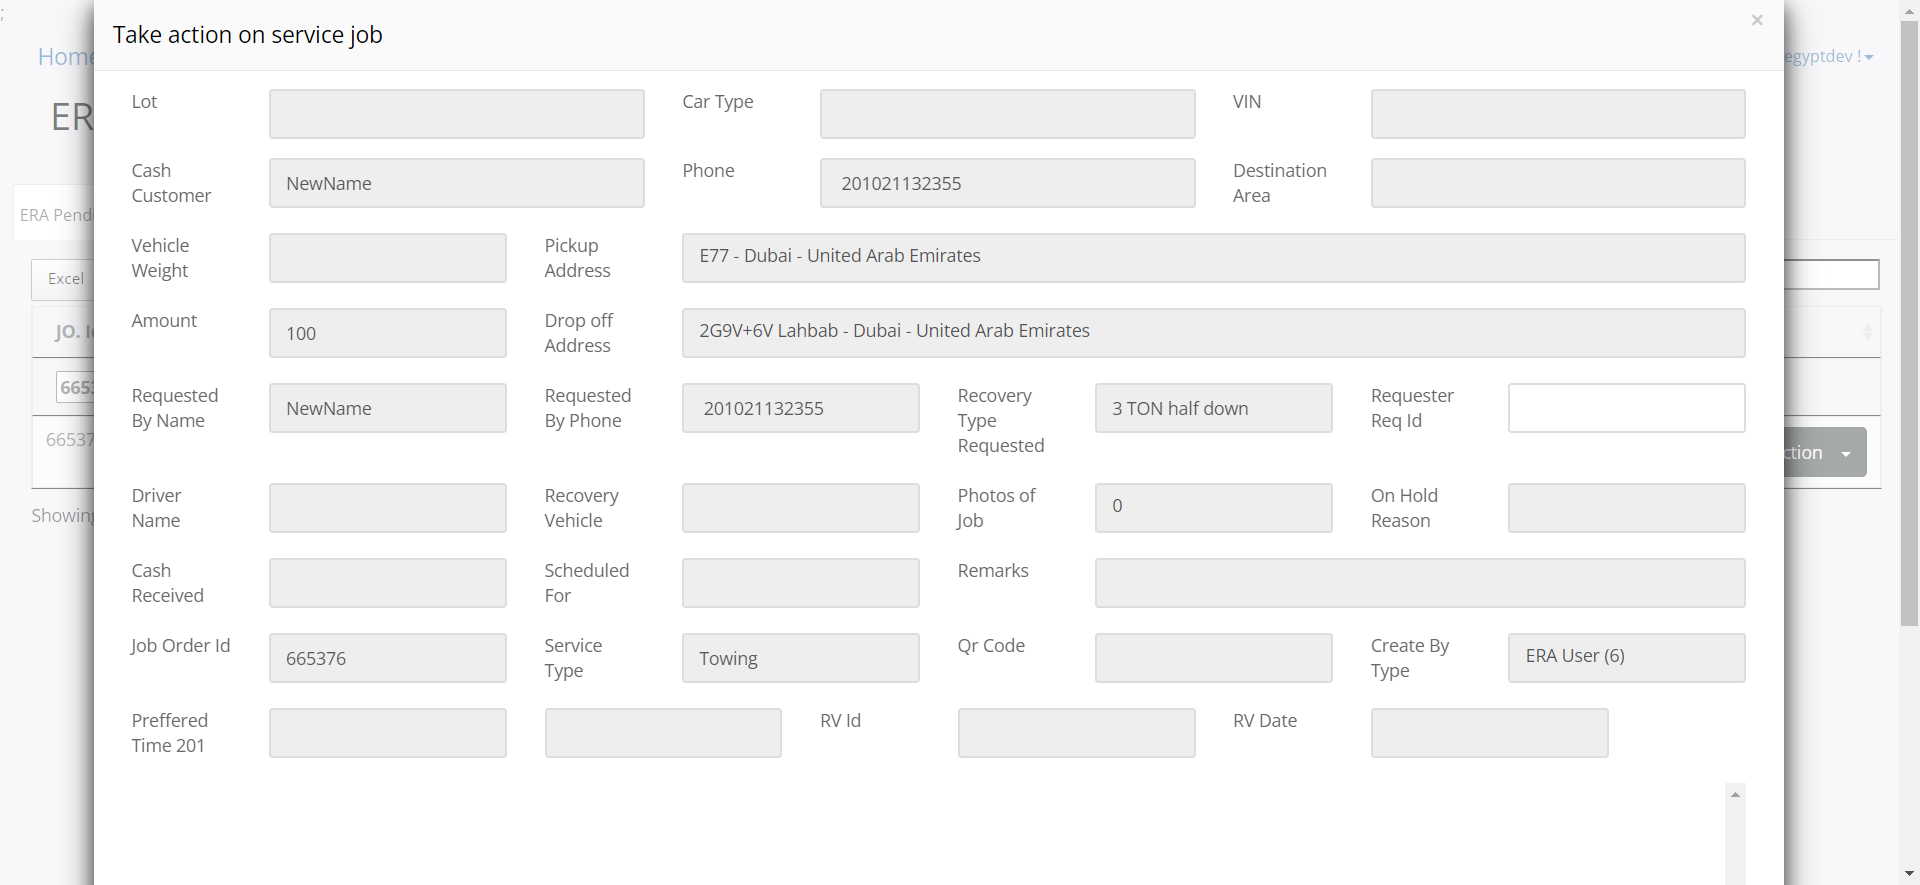 ;
Take action on service job
×
Home
egyptdev !
ER
Lot
Car Type
VIN
Cash Customer
NewName
Phone
201021132355
Destination Area
ERA Pendi
Vehicle Weight
Pickup Address
E77 - Dubai - United Arab Emirates
Excel
Amount
100
Drop off Address
2G9V+6V Lahbab - Dubai - United Arab Emirates
JO. I
Requested By Name
NewName
Requested By Phone
201021132355
Recovery Type Requested
3 TON half down
Requester Req Id
6653
66537
ction
Driver Name
Recovery Vehicle
Photos of Job
0
On Hold Reason
Showing
Cash Received
Scheduled For
Remarks
Job Order Id
665376
Service Type
Towing
Qr Code
Create By Type
ERA User (6)
Preffered Time 201
RV Id
RV Date